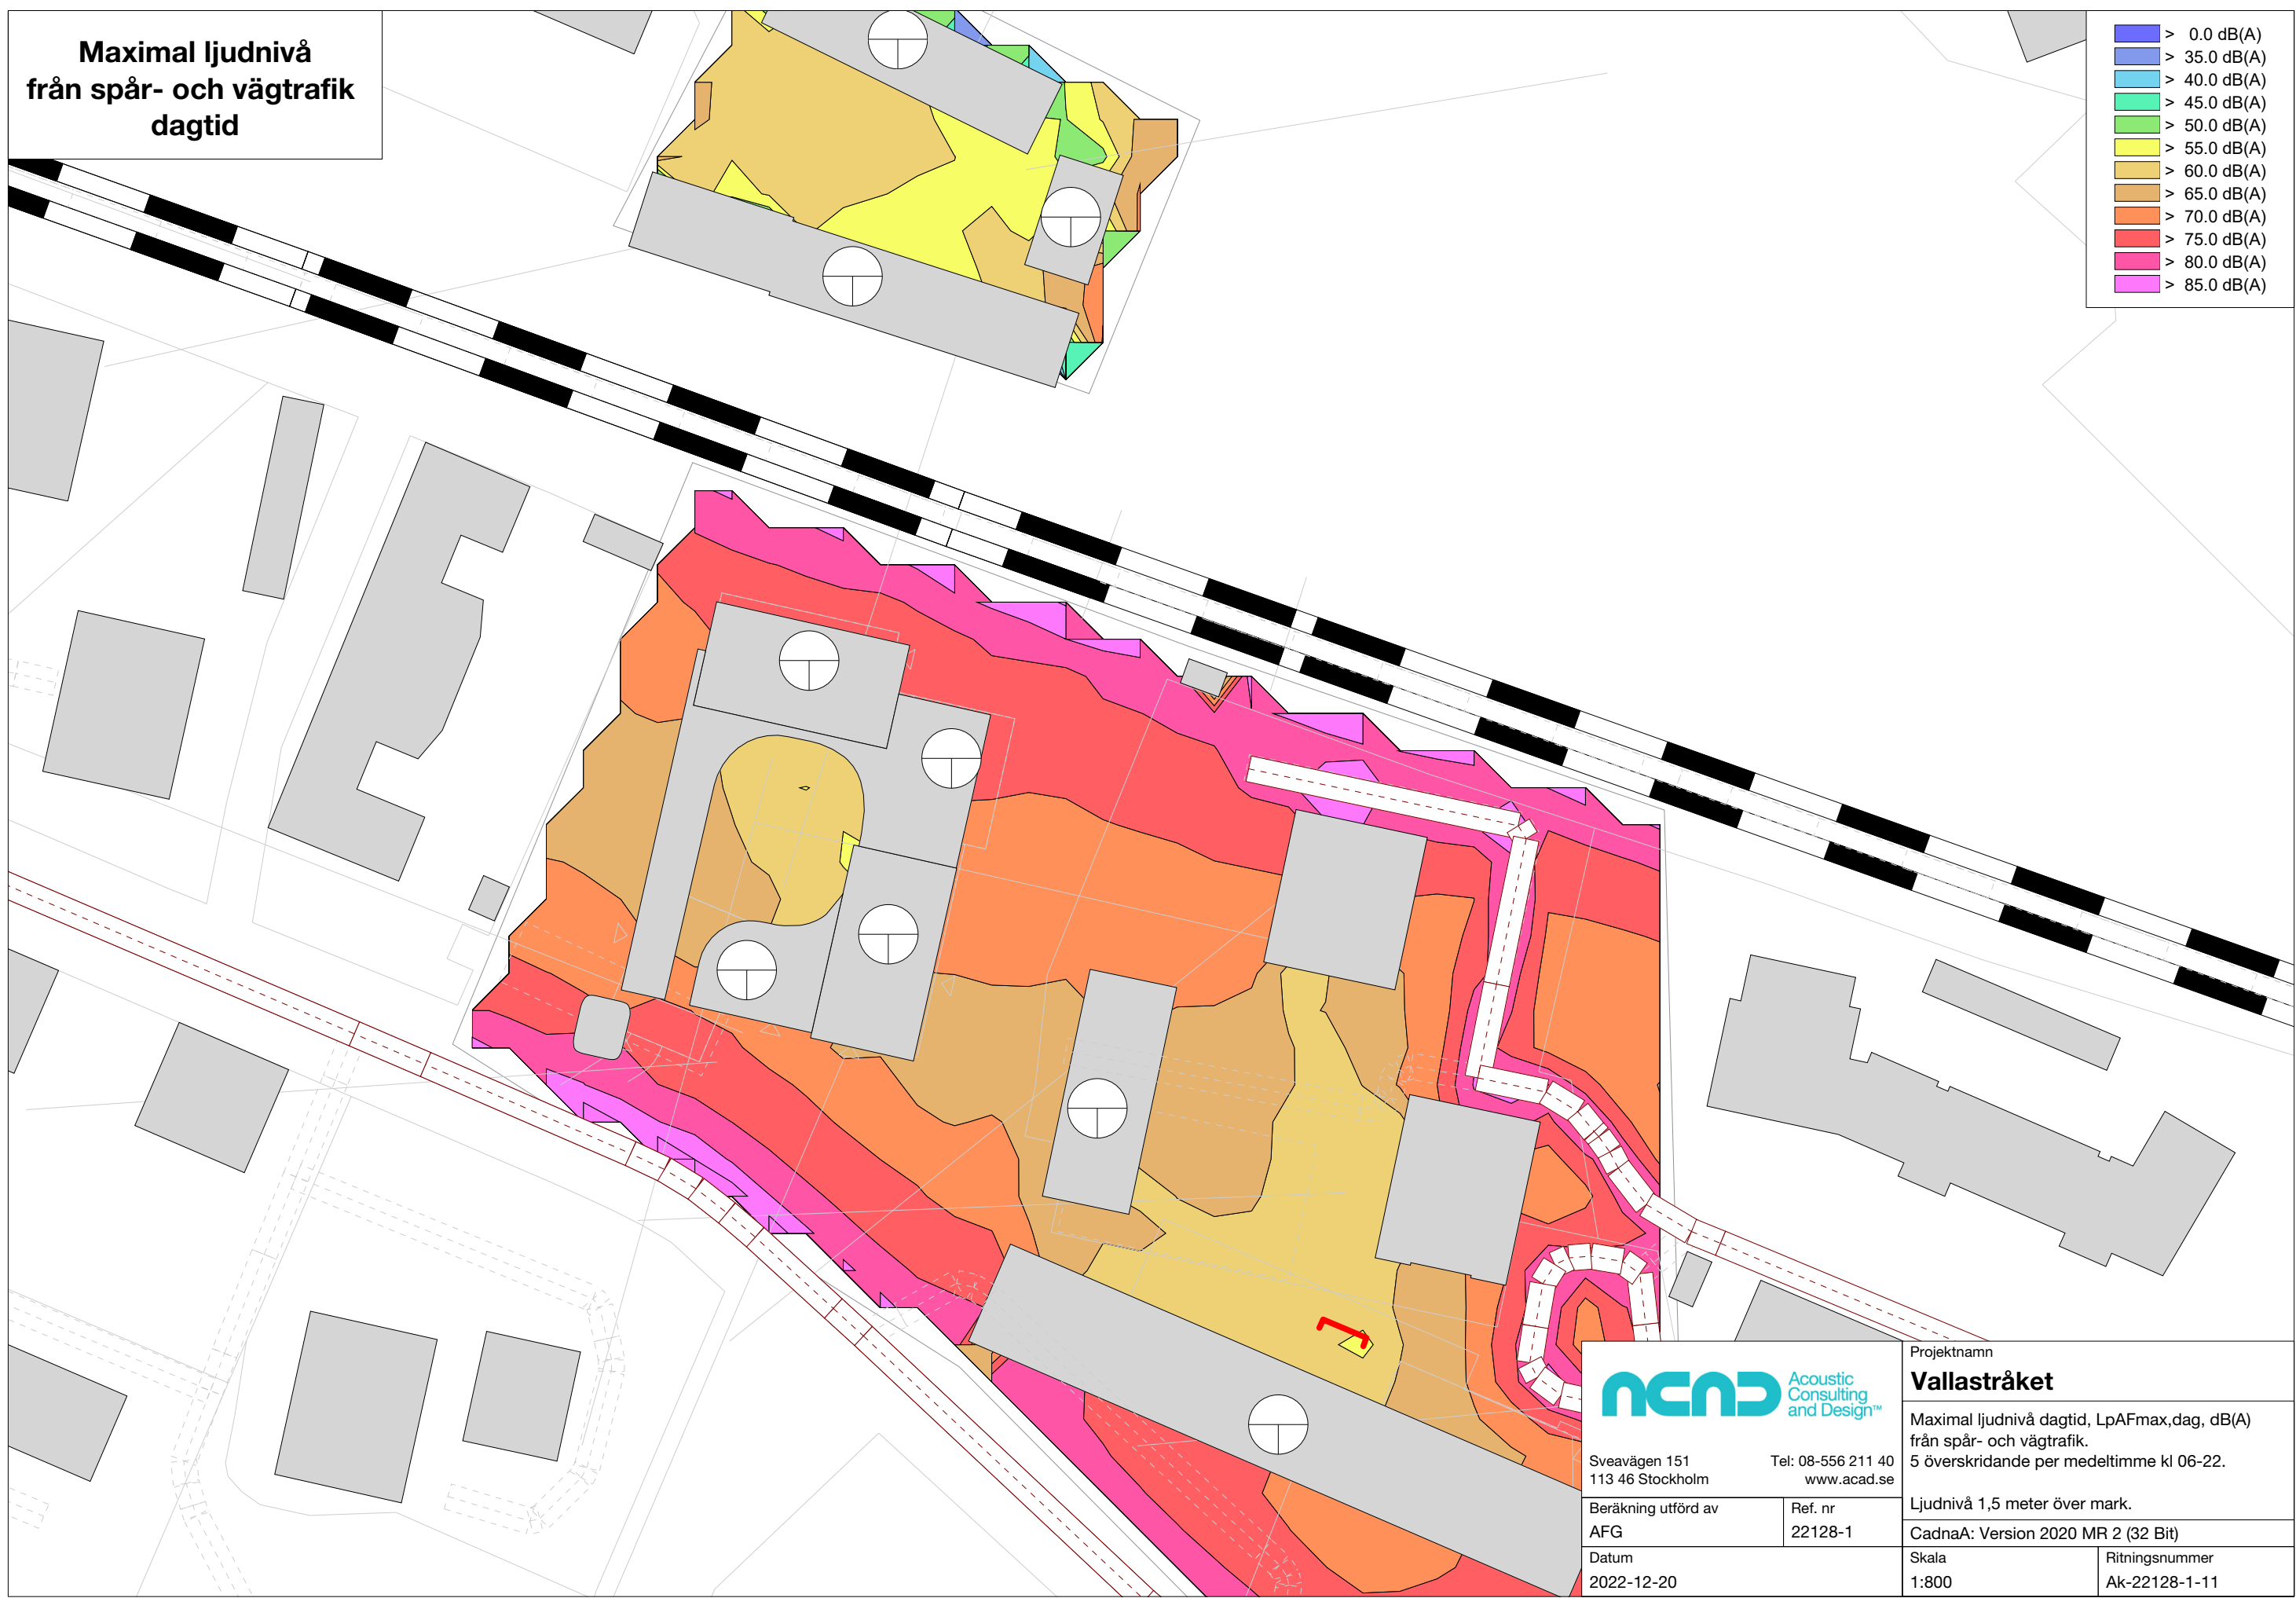 Maximal ljudnivå
från spår- och vägtrafik
dagtid
> 0.0 dB(A)
> 35.0 dB(A)
> 40.0 dB(A)
> 45.0 dB(A)
> 50.0 dB(A)
> 55.0 dB(A)
> 60.0 dB(A)
> 65.0 dB(A)
> 70.0 dB(A)
> 75.0 dB(A)
> 80.0 dB(A)
> 85.0 dB(A)
ACAD
Acoustic
Consulting
and Design™
Sveavägen 151 Tel: 08-556 211 40
113 46 Stockholm www.acad.se
Beräkning utförd av
AFG
Ref. nr
22128-1
Datum
2022-12-20
Projektnamn
Vallastråket
Maximal ljudnivå dagtid, LpAFmax,dag, dB(A)
från spår- och vägtrafik.
5 överskridande per medeltimme kl 06-22.
Ljudnivå 1,5 meter över mark.
CadnaA: Version 2020 MR 2 (32 Bit)
Skala
1:800
Ritningsnummer
Ak-22128-1-11